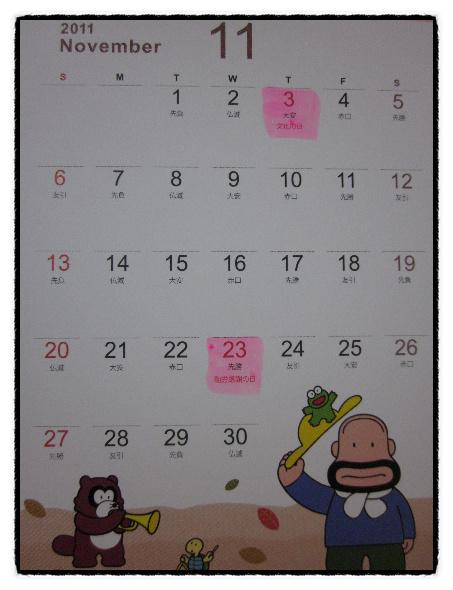 2011
November 11
S M T W T F S
1 2 3 4 5
先負 仏滅 大安 赤口 先勝
文化の日
6 7 8 9 10 11 12
友引 先負 仏滅 大安 赤口 先勝 友引
13 14 15 16 17 18 19
先負 仏滅 大安 赤口 先勝 友引 先負
20 21 22 23 24 25 26
仏滅 大安 赤口 先勝 友引 大安 赤口
勤労感謝の日
27 28 29 30
先勝 友引 先負 仏滅